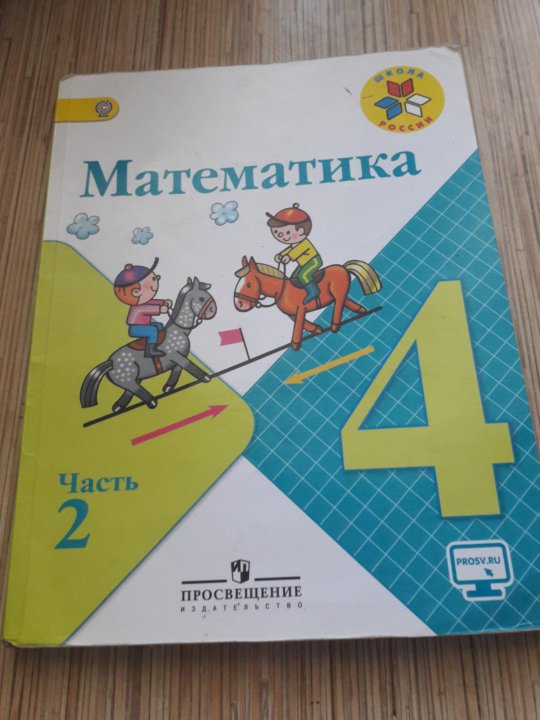 ШКОЛА
РОССИИ
Математика
4
Часть
2
PROSV.RU
ПРОСВЕЩЕНИЕ
ИЗДАТЕЛЬСТВО